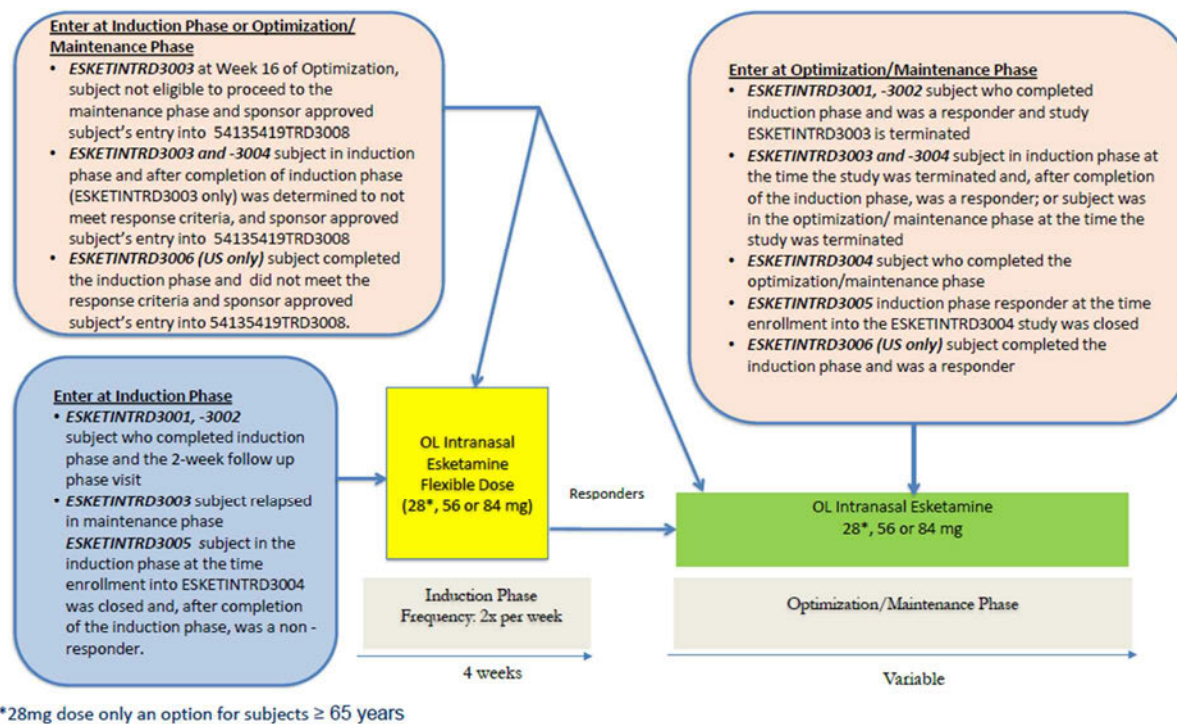 Enter at Induction Phase or Optimization/
Maintenance Phase
• ESKETINTRD3003 at Week 16 of Optimization,
subject not eligible to proceed to the
maintenance phase and sponsor approved
subject's entry into 54135419TRD3008
• ESKETINTRD3003 and -3004 subject in induction
phase and after completion of induction phase
(ESKETINTRD3003 only) was determined to not
meet response criteria, and sponsor approved
subject's entry into 54135419TRD3008
• ESKETINTRD3006 (US only) subject completed
the induction phase and did not meet the
response criteria and sponsor approved
subject's entry into 54135419TRD3008.
Enter at Optimization/Maintenance Phase
• ESKETINTRD3001, -3002 subject who completed
induction phase and was a responder and study
ESKETINTRD3003 is terminated
• ESKETINTRD3003 and -3004 subject in induction phase at
the time the study was terminated and, after completion
of the induction phase, was a responder; or subject was
in the optimization/ maintenance phase at the time the
study was terminated
• ESKETINTRD3004 subject who completed the
optimization/maintenance phase
• ESKETINTRD3005 induction phase responder at the time
enrollment into the ESKETINTRD3004 study was closed
• ESKETINTRD3006 (US only) subject completed the
induction phase and was a responder
Enter at Induction Phase
• ESKETINTRD3001, -3002
subject who completed induction
phase and the 2-week follow up
phase visit
• ESKETINTRD3003 subject relapsed
in maintenance phase
ESKETINTRD3005 subject in the
induction phase at the time
enrollment into ESKETINTRD3004
was closed and, after completion
of the induction phase, was a non -
responder.
OL Intranasal
Esketamine
Flexible Dose
(28*, 56 or 84 mg)
Responders
OL Intranasal Esketamine
28*, 56 or 84 mg
Induction Phase
Frequency: 2x per week
Optimization/Maintenance Phase
4 weeks
Variable
*28mg dose only an option for subjects ≥ 65 years